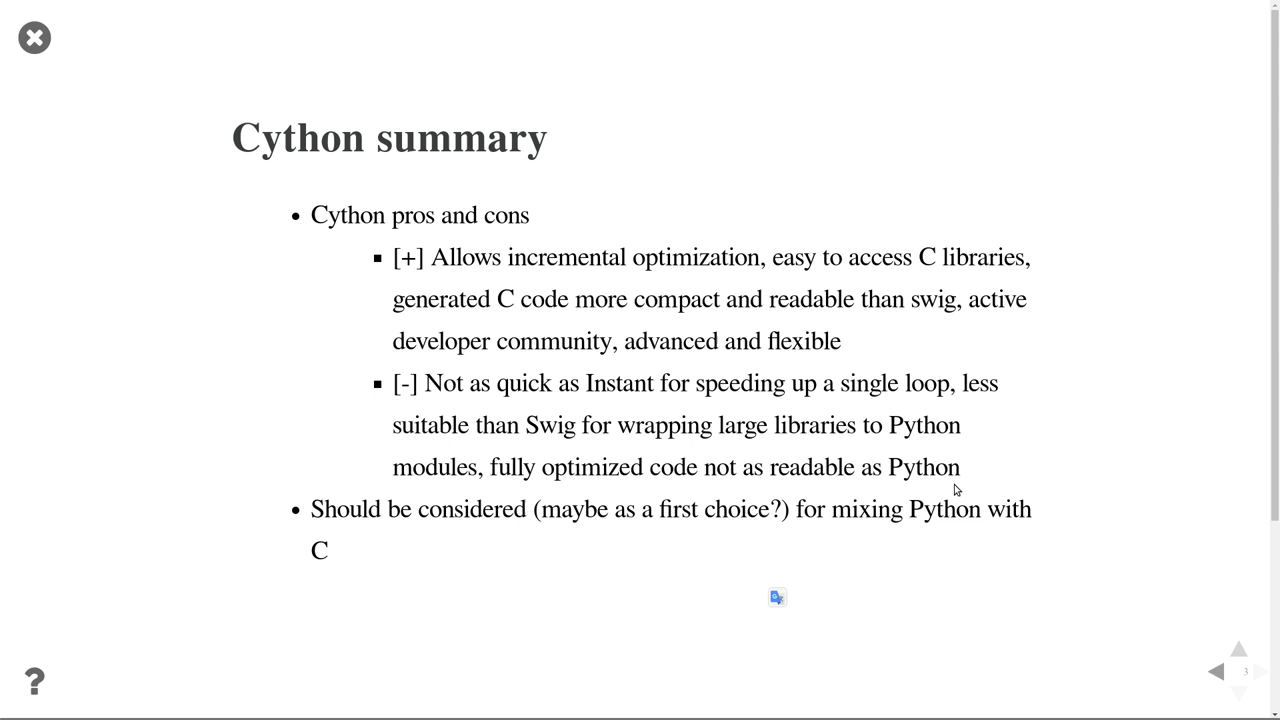 Cython summary
• Cython pros and cons
▪ [+] Allows incremental optimization, easy to access C libraries,
generated C code more compact and readable than swig, active
developer community, advanced and flexible
▪ [-] Not as quick as Instant for speeding up a single loop, less
suitable than Swig for wrapping large libraries to Python
modules, fully optimized code not as readable as Python
• Should be considered (maybe as a first choice?) for mixing Python with
C
?
3